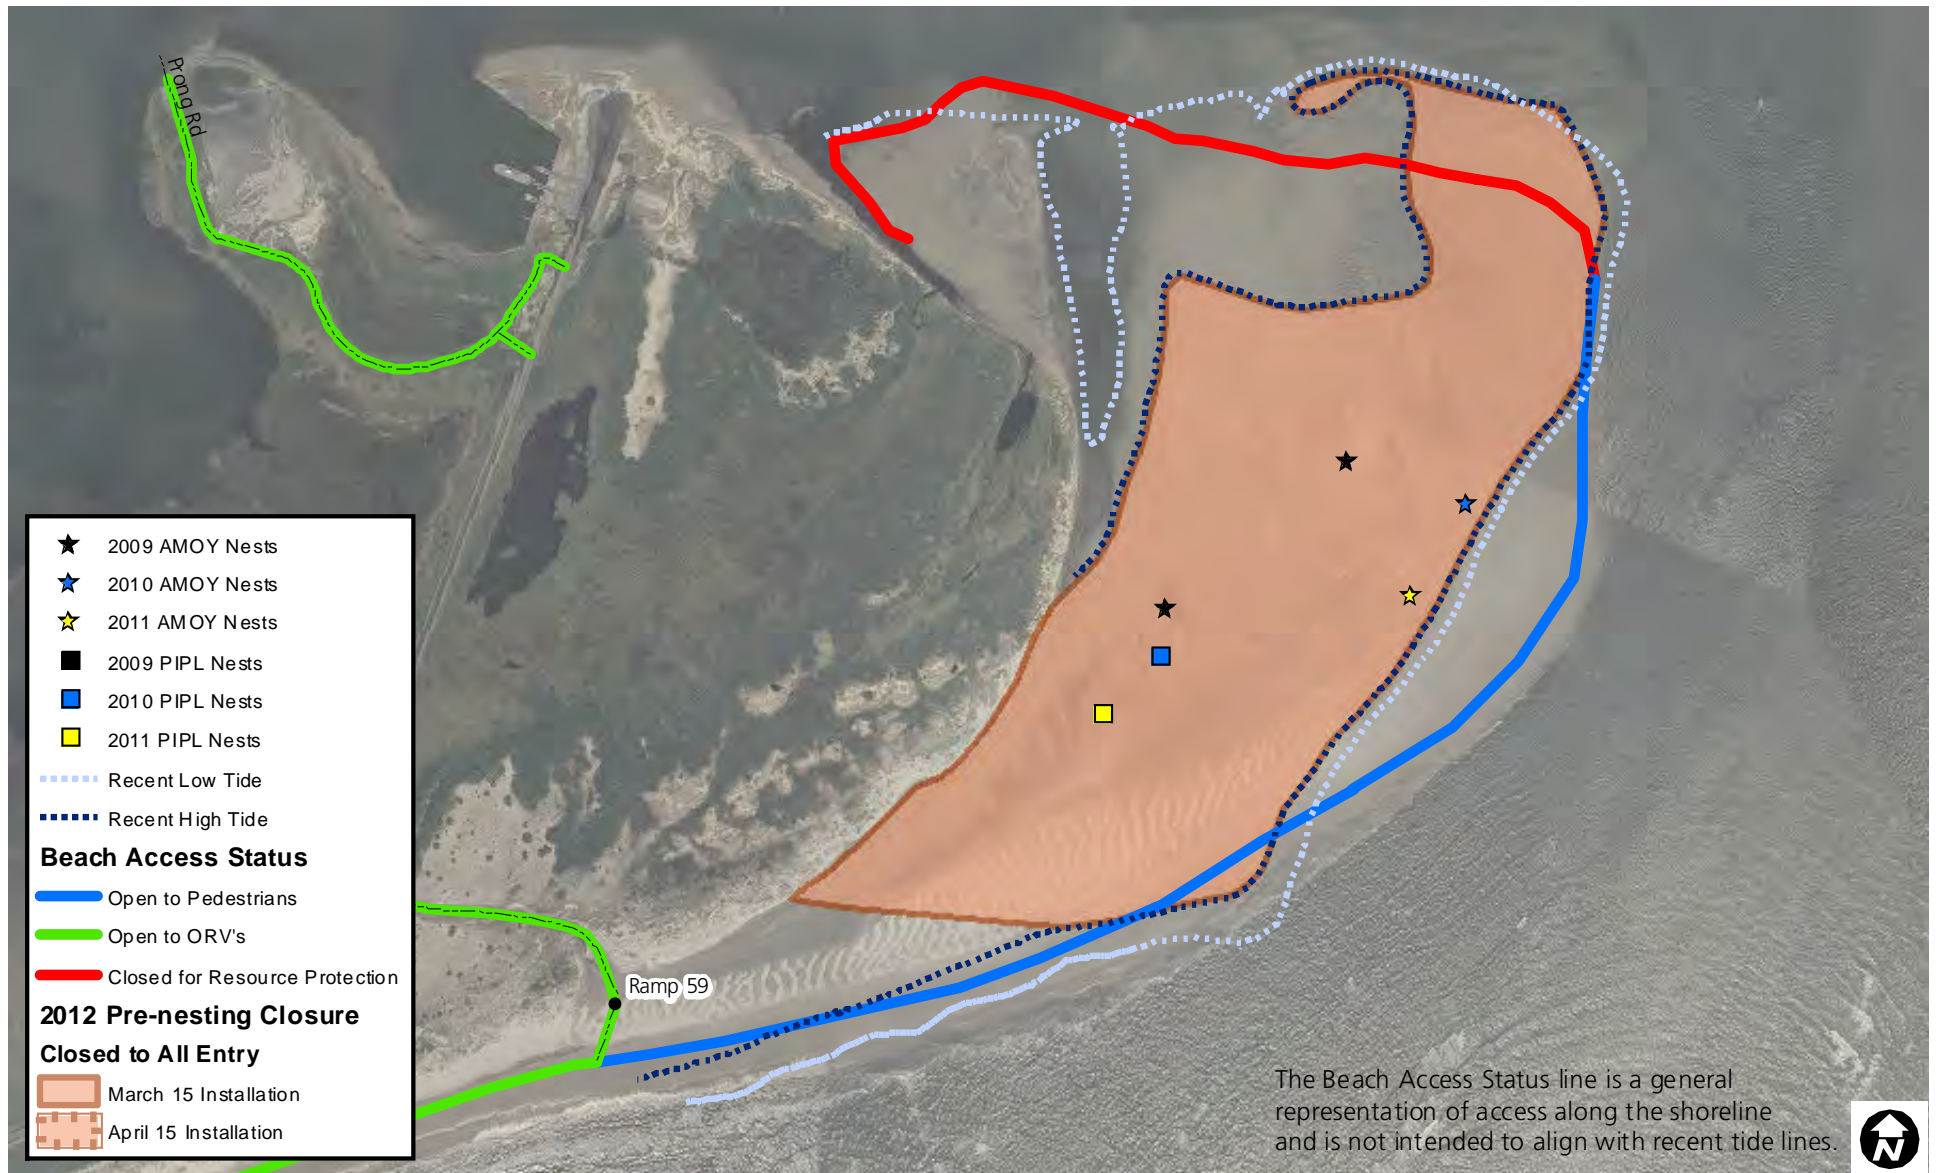 Prong Rd
2009 AMOY Nests
2010 AMOY Nests
2011 AMOY Nests
2009 PIPL Nests
2010 PIPL Nests
2011 PIPL Nests
Recent Low Tide
Recent High Tide
Beach Access Status
Open to Pedestrians
Open to ORV's
Closed for Resource Protection
2012 Pre-nesting Closure
Closed to All Entry
March 15 Installation
April 15 Installation
Ramp 59
The Beach Access Status line is a general
representation of access along the shoreline
and is not intended to align with recent tide lines.
N